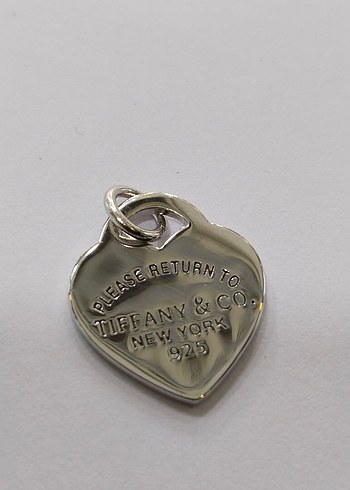 PLEASE RETURN TO
TIFFANY & CO.
NEW YORK
925